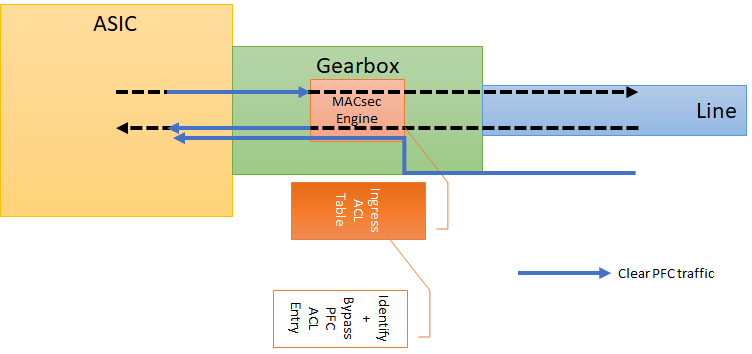 ASIC
Gearbox
MACsec
Engine
Line
Ingress
ACL
Table
Clear PFC traffic
Identify
+
Bypass
PFC
ACL
Entry